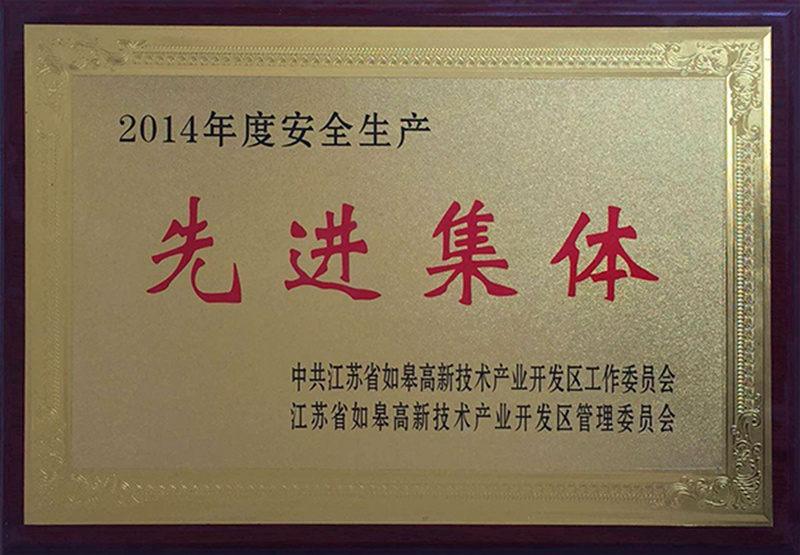 2014年度安全生产
先进集体
中共江苏省如皋高新技术产业开发区工作委员会
江苏省如皋高新技术产业开发区管理委员会